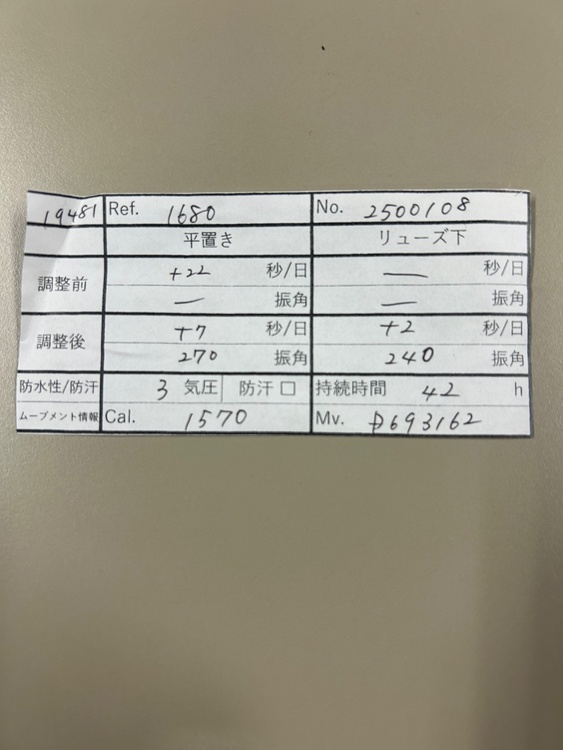 19481 Ref. 1680 No. 2500108
平置き リューズ下
調整前 +22 秒/日 — 秒/日
— 振角 — 振角
調整後 +7 秒/日 +2 秒/日
270 振角 240 振角
防水性/防汗 3 気圧 防汗 □ 持続時間 42 h
ムーブメント情報 Cal. 1570 Mv. D693162